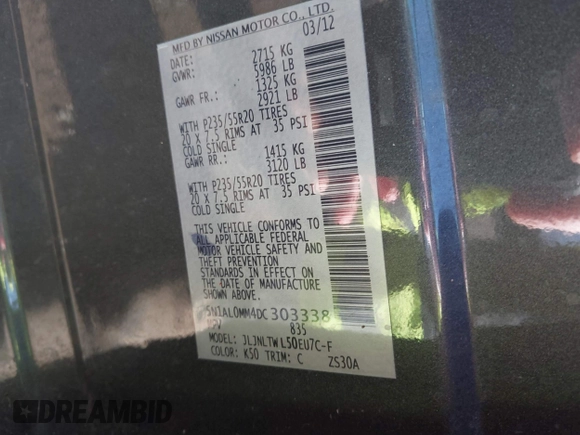 MFD BY NISSAN MOTOR CO., LTD.
DATE: 03/12
GVWR: 2715 KG
5986 LB
GAWR FR.: 1325 KG
2921 LB
WITH P235/55R20 TIRES
20 X 7.5 RIMS AT 35 PSI
COLD SINGLE
GAWR RR: 1415 KG
3120 LB
WITH P235/55R20 TIRES
20 X 7.5 RIMS AT 35 PSI
COLD SINGLE
THIS VEHICLE CONFORMS TO
ALL APPLICABLE FEDERAL
MOTOR VEHICLE SAFETY AND
THEFT PREVENTION
STANDARDS IN EFFECT ON
THE DATE OF MANUFACTURE
SHOWN ABOVE.
5N1AL0MM4DC303338
MPV 835
JLJNLTWL50EU7C-F
COLOR: K50 TRIM: C ZS30A
DREAMBID